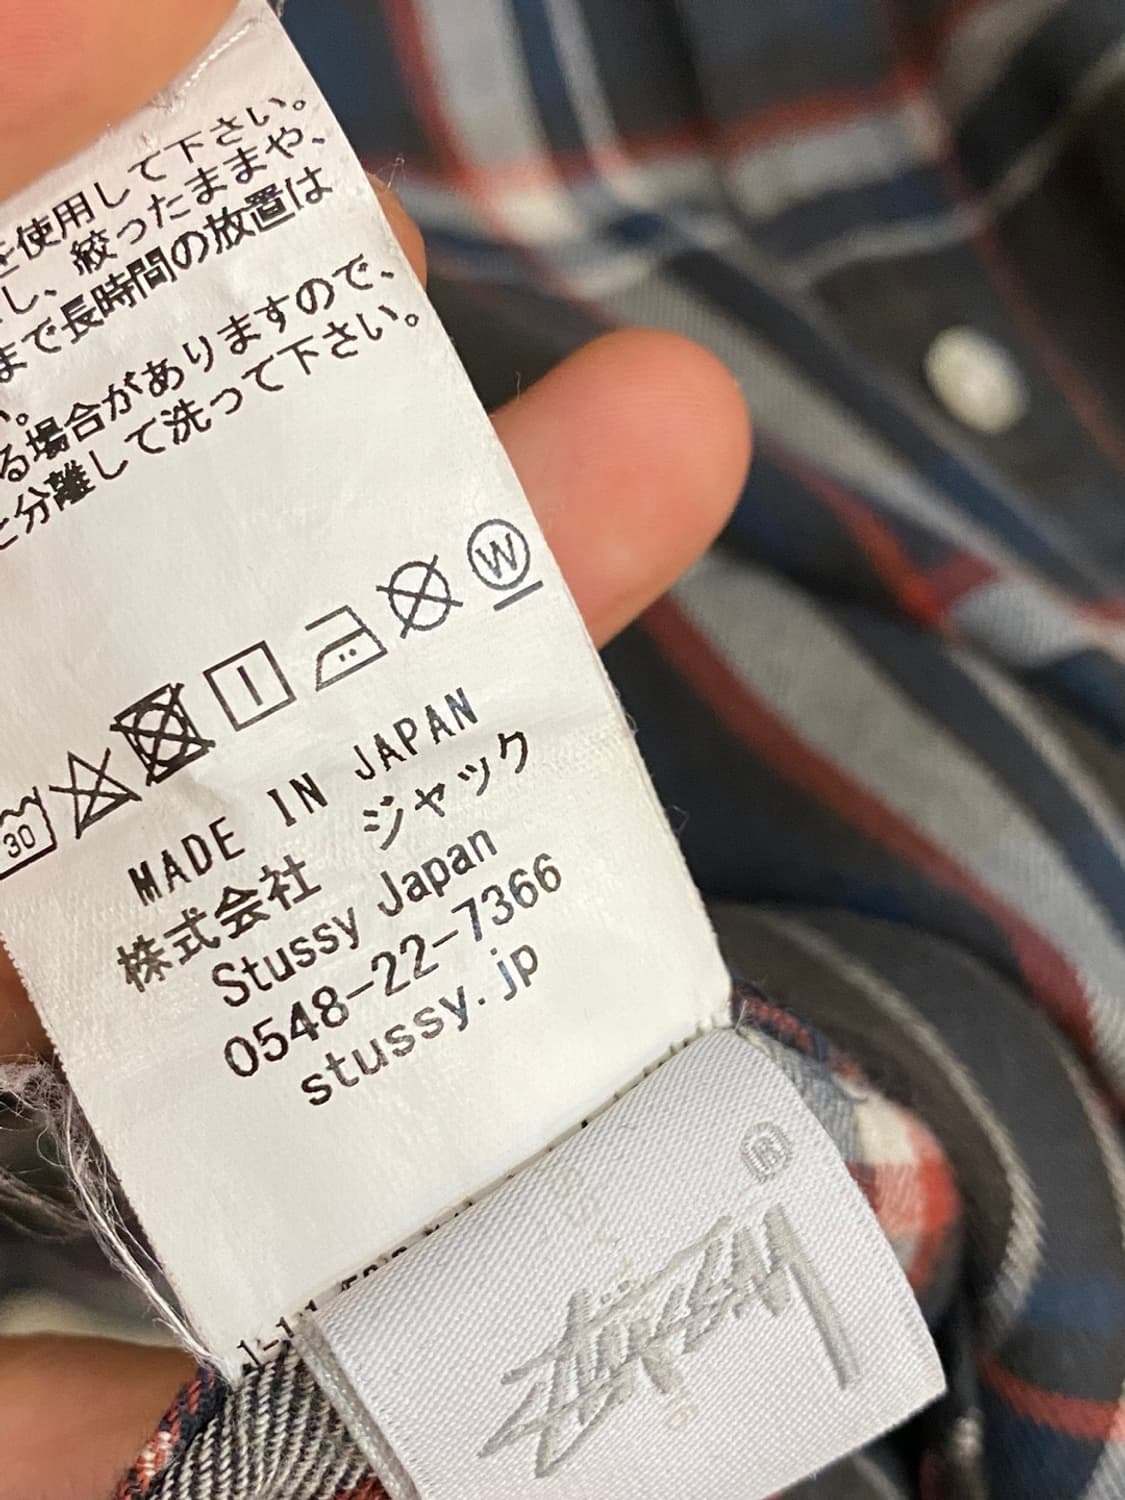 を使用して下さい。
し、絞ったままや、
まで長時間の放置は
い。
る場合がありますので、
と分離して洗って下さい。
30
W
MADE IN JAPAN
株式会社 ジャック
Stussy Japan
0548-22-7366
stussy.jp
®